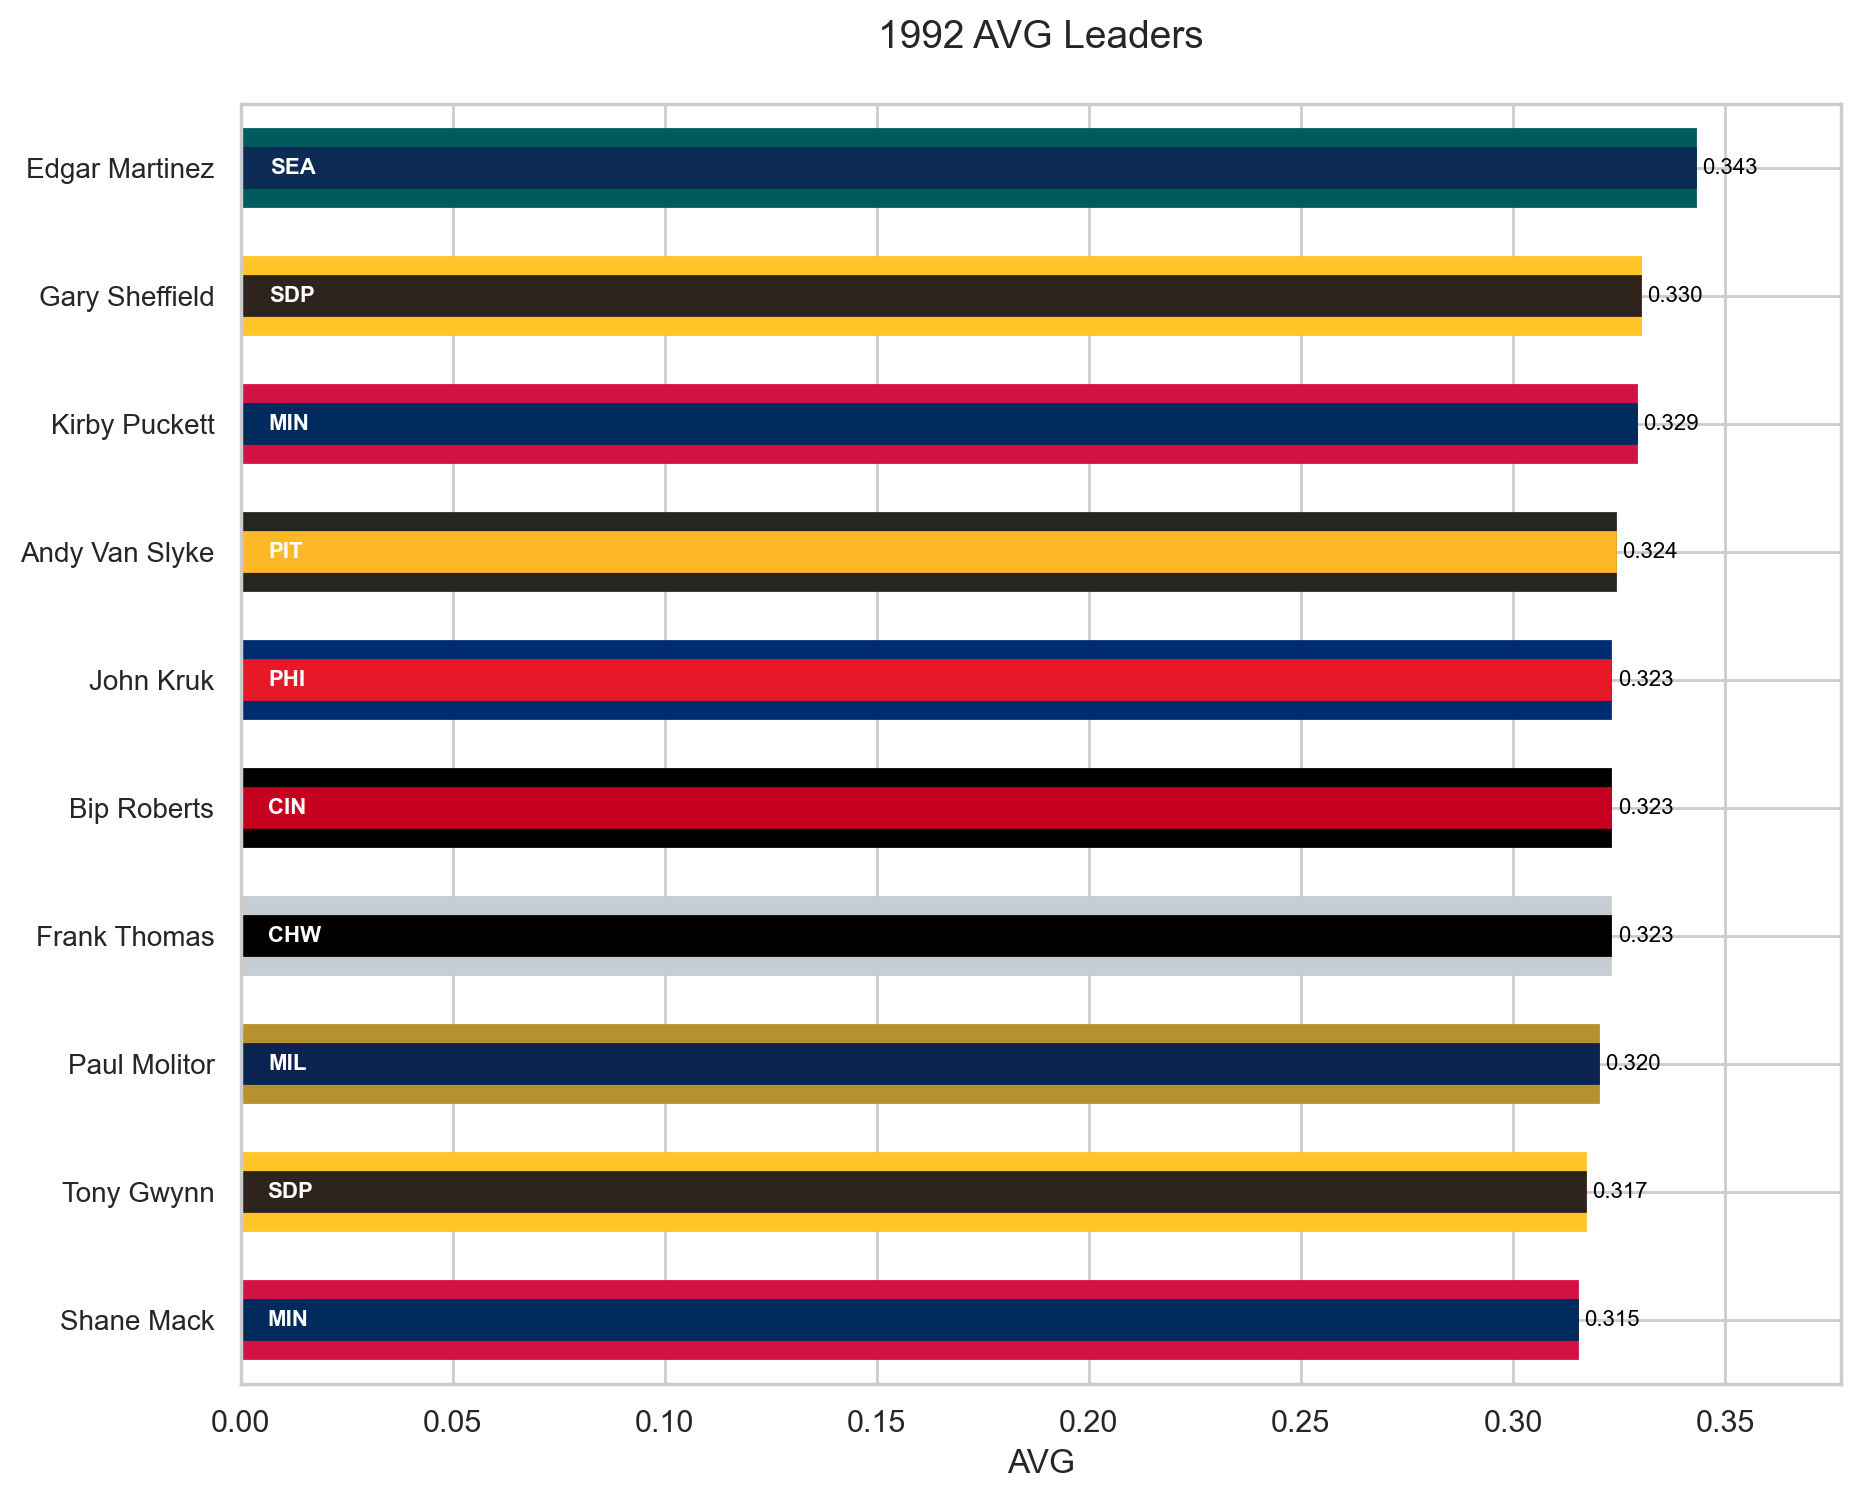 1992 AVG Leaders
Edgar Martinez SEA 0.343
Gary Sheffield SDP 0.330
Kirby Puckett MIN 0.329
Andy Van Slyke PIT 0.324
John Kruk PHI 0.323
Bip Roberts CIN 0.323
Frank Thomas CHW 0.323
Paul Molitor MIL 0.320
Tony Gwynn SDP 0.317
Shane Mack MIN 0.315
0.00 0.05 0.10 0.15 0.20 0.25 0.30 0.35
AVG